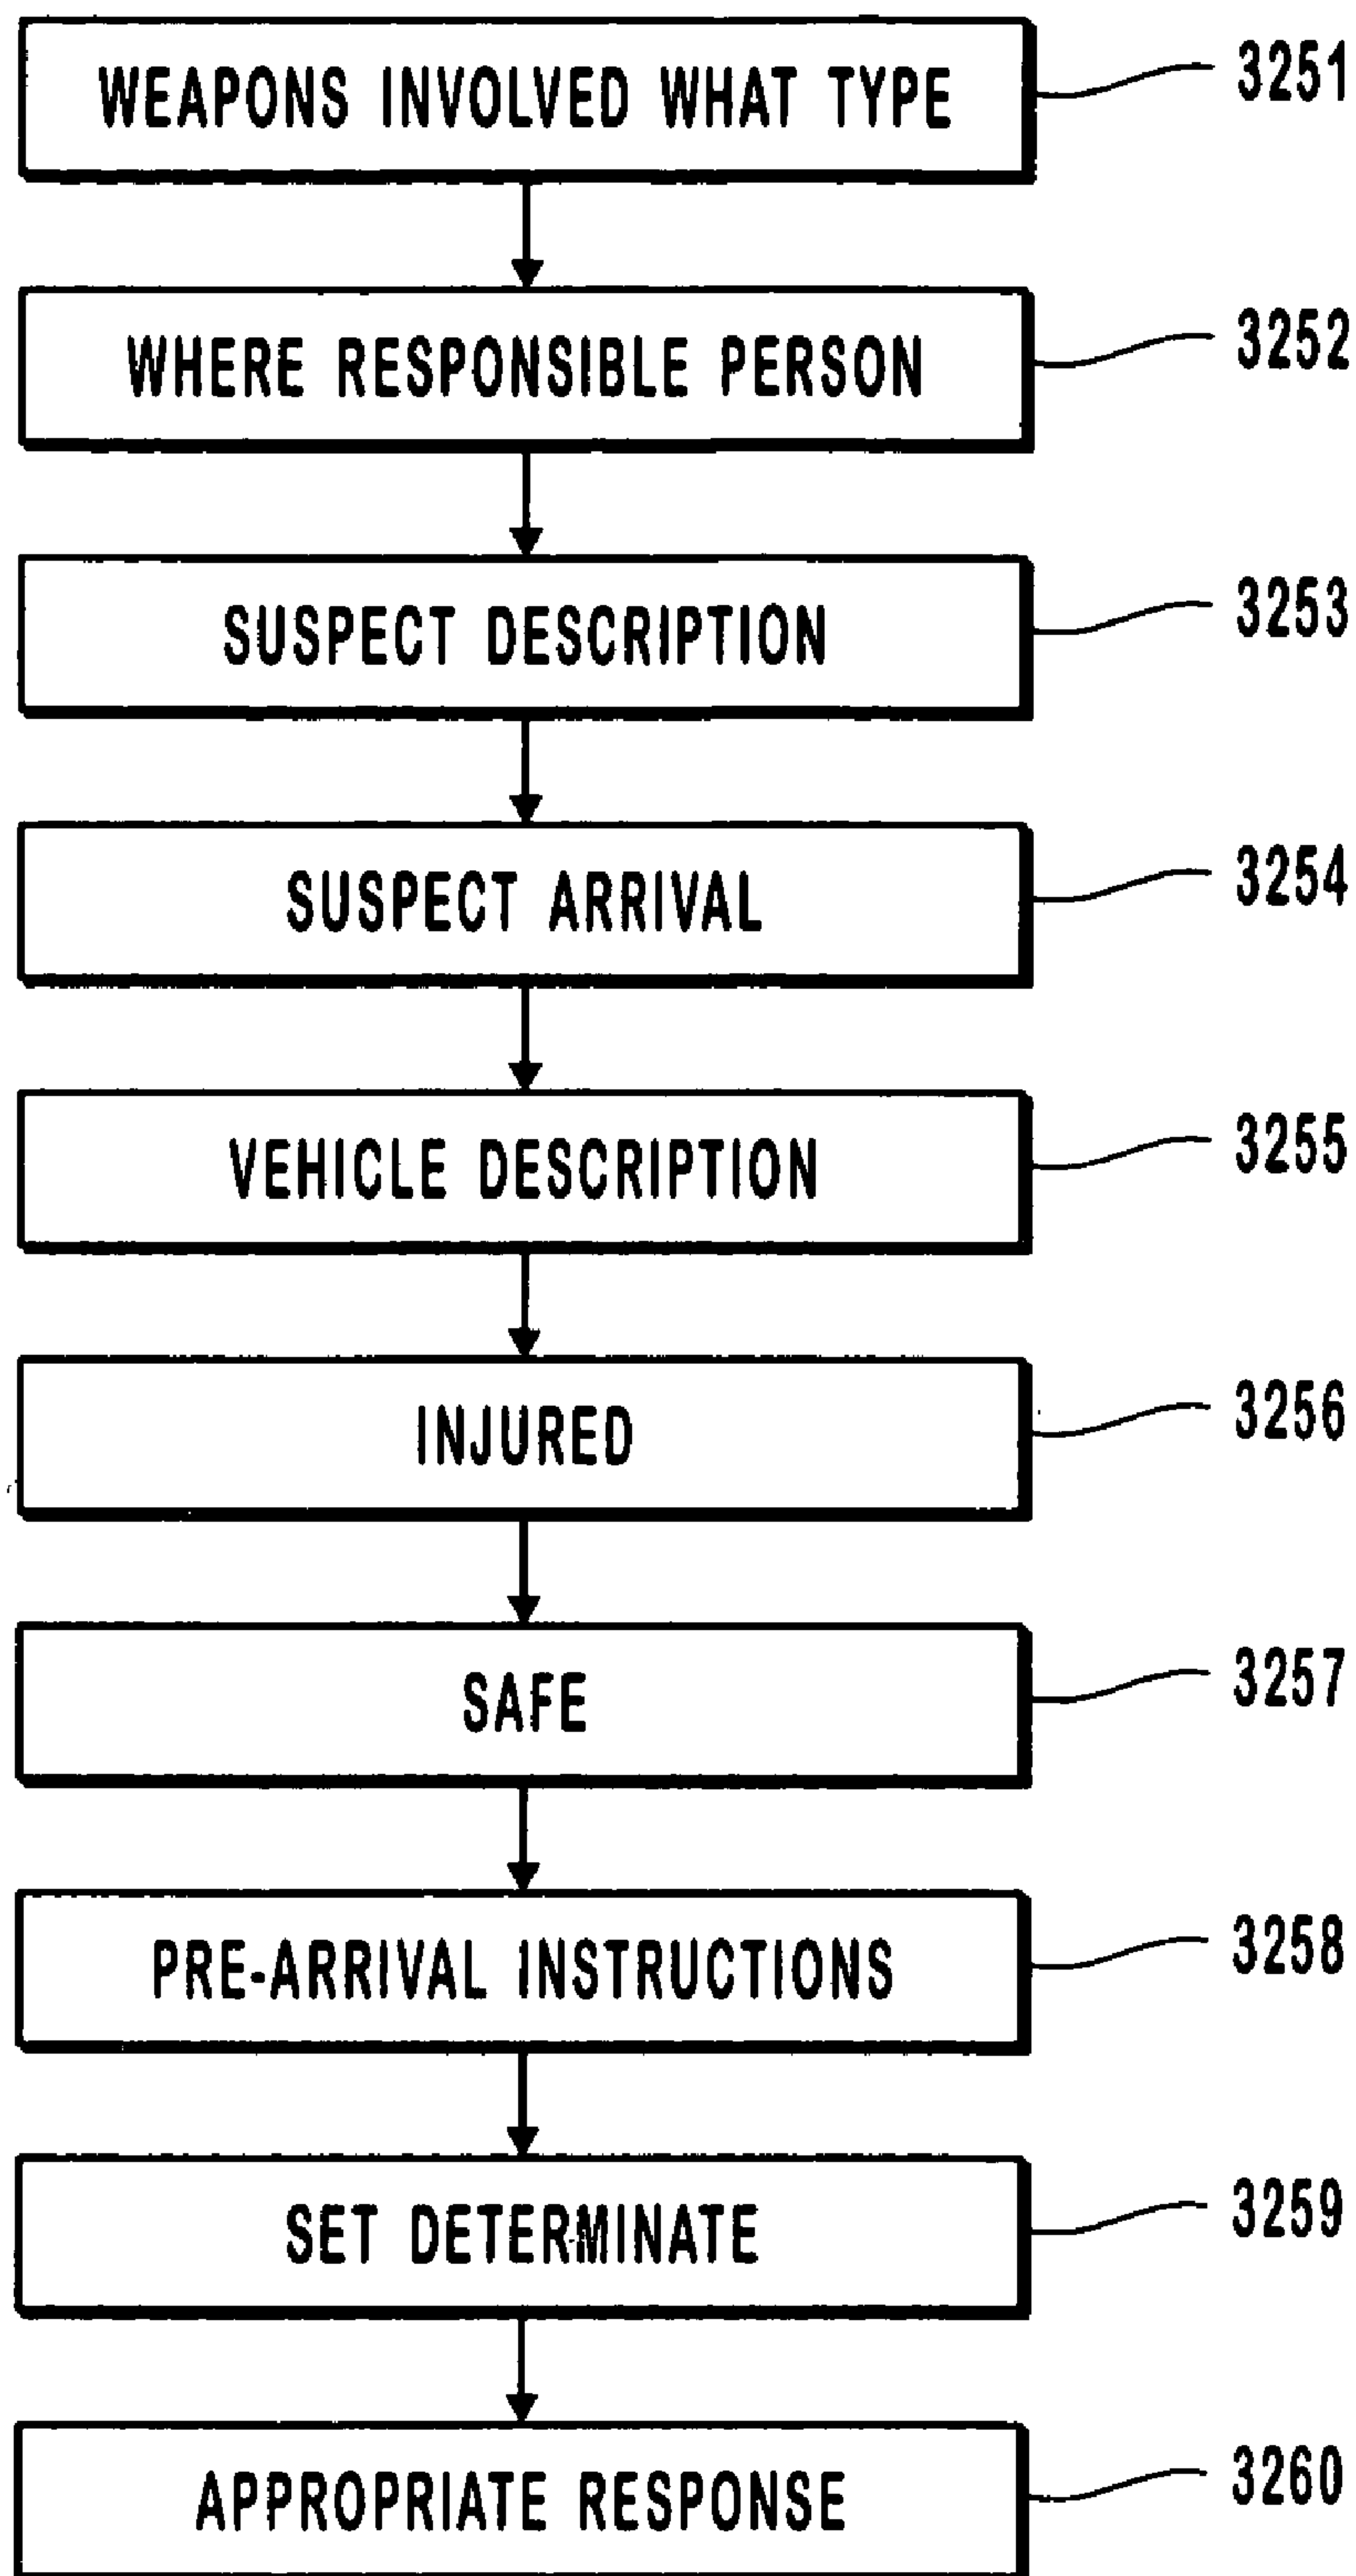 WEAPONS INVOLVED WHAT TYPE 3251
WHERE RESPONSIBLE PERSON 3252
SUSPECT DESCRIPTION 3253
SUSPECT ARRIVAL 3254
VEHICLE DESCRIPTION 3255
INJURED 3256
SAFE 3257
PRE-ARRIVAL INSTRUCTIONS 3258
SET DETERMINATE 3259
APPROPRIATE RESPONSE 3260